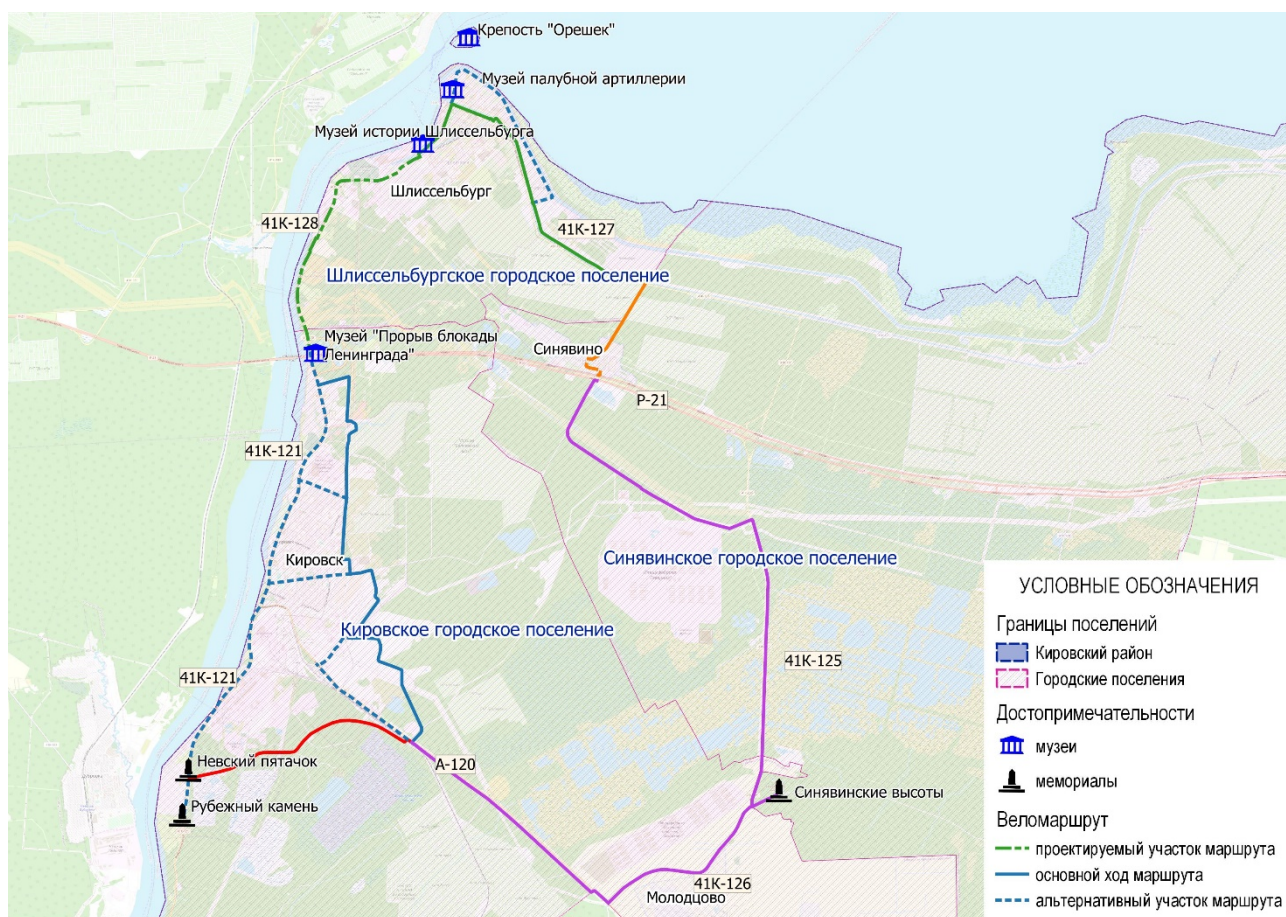 Крепость "Орешек"
Музей палубной артиллерии
Музей истории Шлиссельбурга
Шлиссельбург
41К-128
41К-127
Шлиссельбургское городское поселение
Музей "Прорыв блокады
Ленинграда"
Синявино
Р-21
41К-121
Кировск
Синявинское городское поселение
Кировское городское поселение
41К-125
41К-121
Невский пятачок
А-120
Рубежный камень
Синявинские высоты
41К-126
Молодцово
УСЛОВНЫЕ ОБОЗНАЧЕНИЯ
Границы поселений
Кировский район
Городские поселения
Достопримечательности
музеи
мемориалы
Веломаршрут
проектируемый участок маршрута
основной ход маршрута
альтернативный участок маршрута